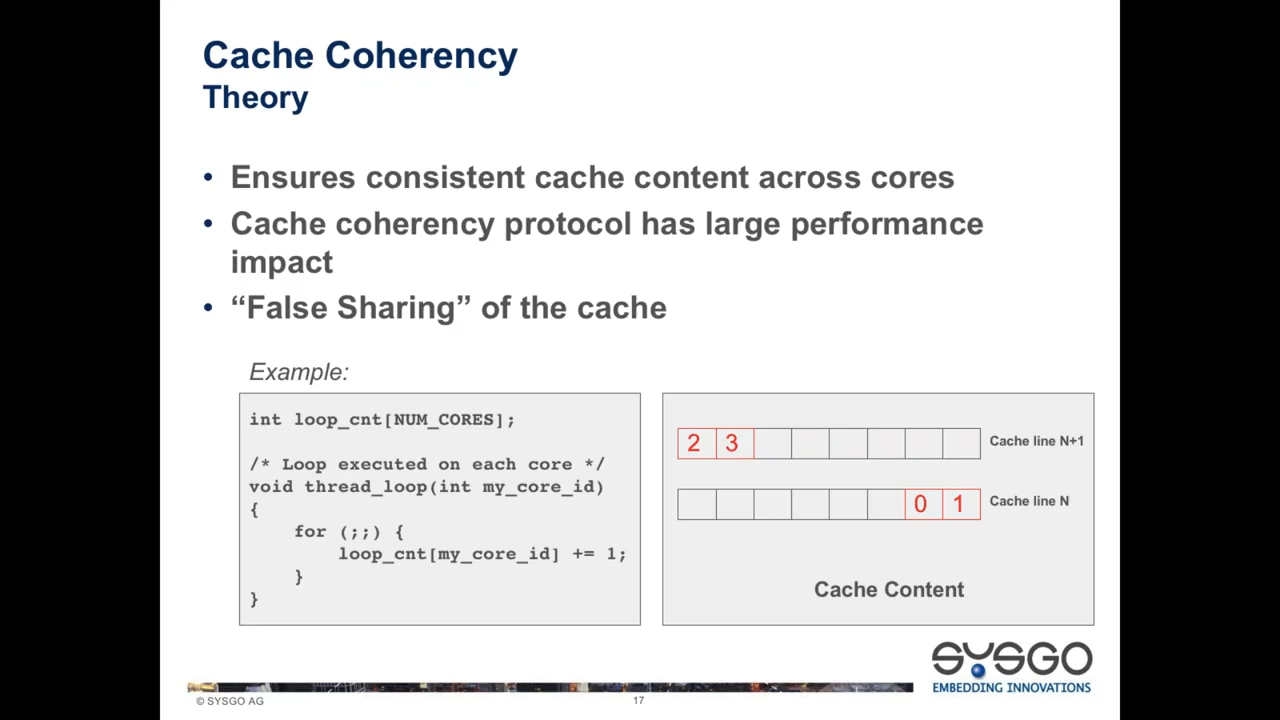 Cache Coherency
Theory
• Ensures consistent cache content across cores
• Cache coherency protocol has large performance
impact
• “False Sharing” of the cache
Example:
int loop_cnt[NUM_CORES];
/* Loop executed on each core */
void thread_loop(int my_core_id)
{
    for (;;) {
        loop_cnt[my_core_id] += 1;
    }
}
2 3 Cache line N+1
0 1 Cache line N
Cache Content
SYSGO
EMBEDDING INNOVATIONS
© SYSGO AG
17